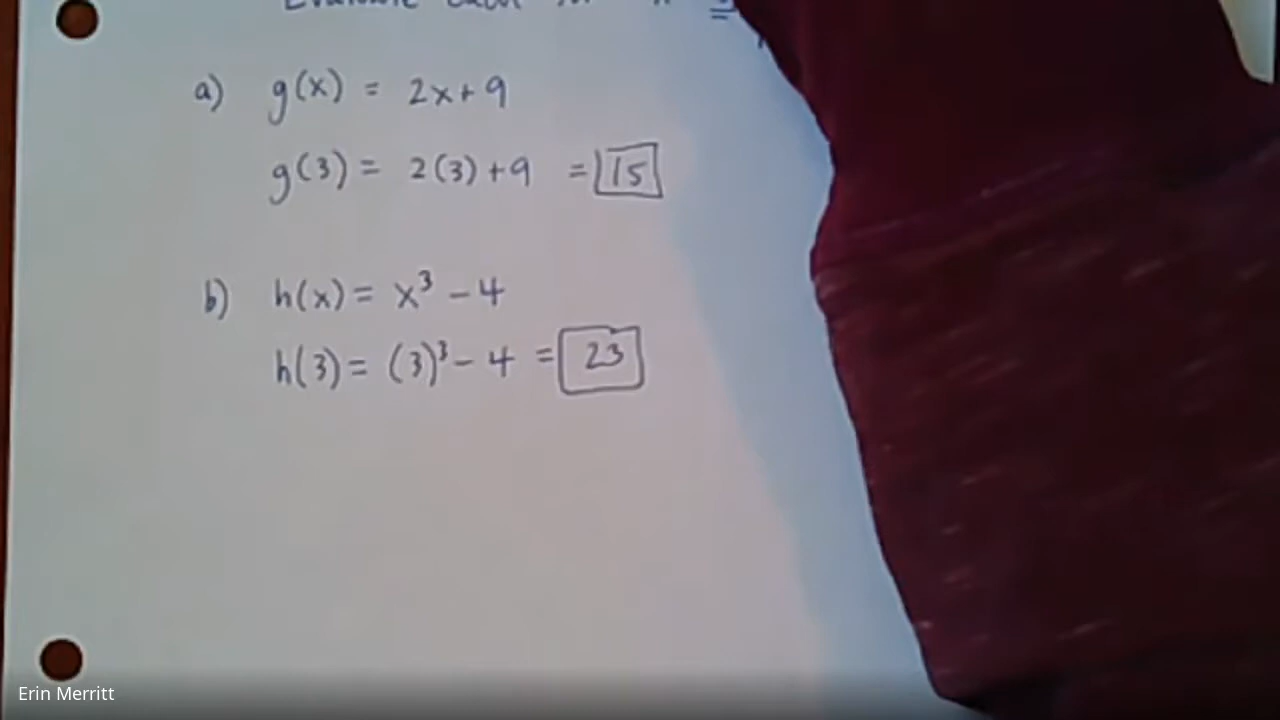 a) g(x) = 2x+9
g(3) = 2(3)+9 = 15
b) h(x) = x³ - 4
h(3) = (3)³ - 4 = 23
Erin Merritt